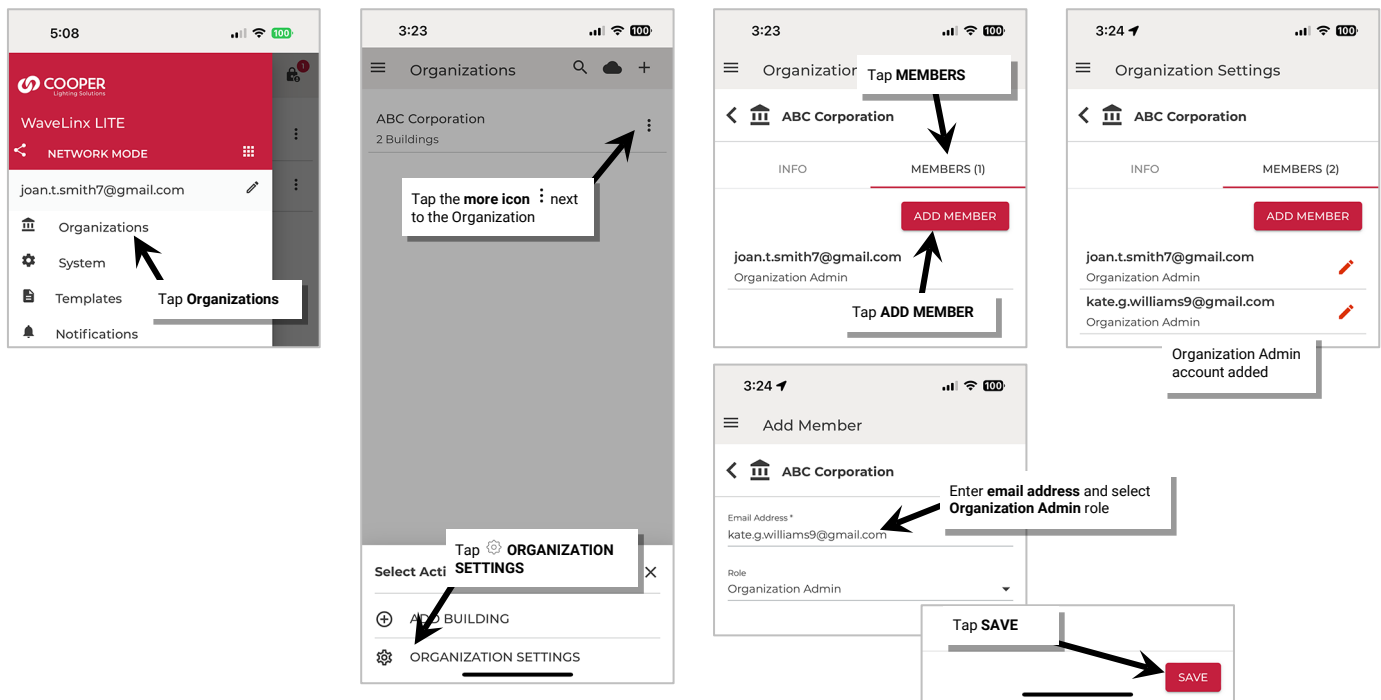 5:08
100
COOPER
Lighting Solutions
1
WaveLinx LITE
NETWORK MODE
joan.t.smith7@gmail.com
Organizations
System
Templates
Notifications
Tap Organizations
3:23
100
Organizations
ABC Corporation
2 Buildings
Tap the more icon ⋮ next
to the Organization
Tap ORGANIZATION
SETTINGS
Select Acti
ADD BUILDING
ORGANIZATION SETTINGS
3:23
100
Organization
Tap MEMBERS
ABC Corporation
INFO
MEMBERS (1)
ADD MEMBER
joan.t.smith7@gmail.com
Organization Admin
Tap ADD MEMBER
3:24
100
Organization Settings
ABC Corporation
INFO
MEMBERS (2)
ADD MEMBER
joan.t.smith7@gmail.com
Organization Admin
kate.g.williams9@gmail.com
Organization Admin
Organization Admin
account added
3:24
100
Add Member
ABC Corporation
Enter email address and select
Organization Admin role
Email Address *
kate.g.williams9@gmail.com
Role
Organization Admin
Tap SAVE
SAVE